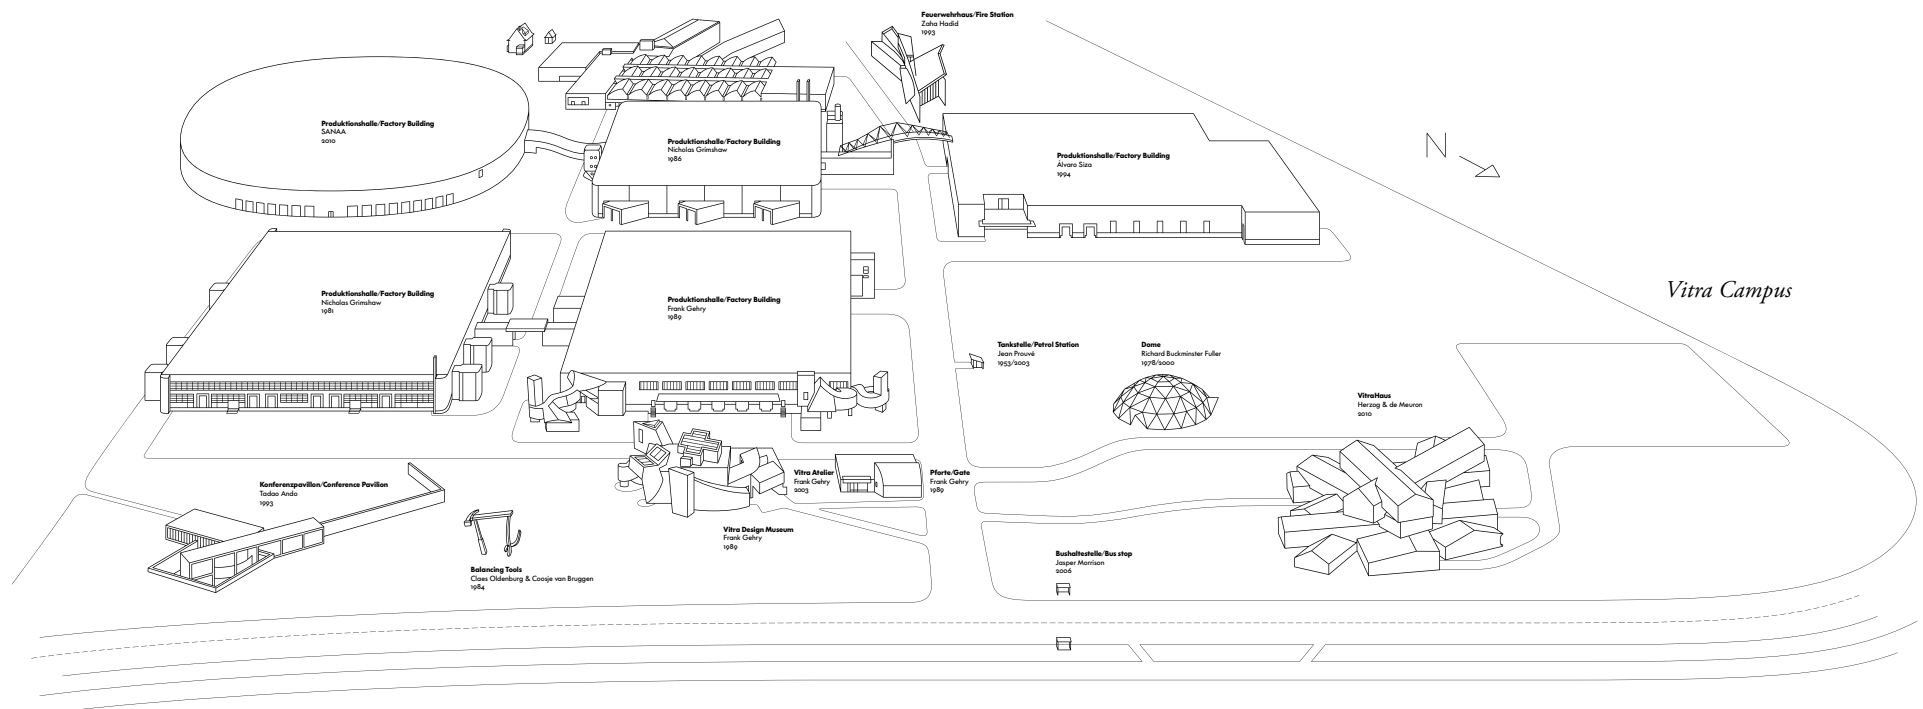 Feuerwehrhaus/Fire Station
Zaha Hadid
1993
Produktionshalle/Factory Building
SANAA
2010
Produktionshalle/Factory Building
Nicholas Grimshaw
1986
Produktionshalle/Factory Building
Álvaro Siza
1994
N
Vitra Campus
Produktionshalle/Factory Building
Nicholas Grimshaw
1981
Produktionshalle/Factory Building
Frank Gehry
1989
Tankstelle/Petrol Station
Jean Prouvé
1953/2003
Dome
Richard Buckminster Fuller
1978/2000
VitraHaus
Herzog & de Meuron
2010
Konferenzpavillon/Conference Pavilion
Tadao Ando
1993
Vitra Atelier
Frank Gehry
2003
Pforte/Gate
Frank Gehry
1989
Vitra Design Museum
Frank Gehry
1989
Balancing Tools
Claes Oldenburg & Coosje van Bruggen
1984
Bushaltestelle/Bus stop
Jasper Morrison
2006